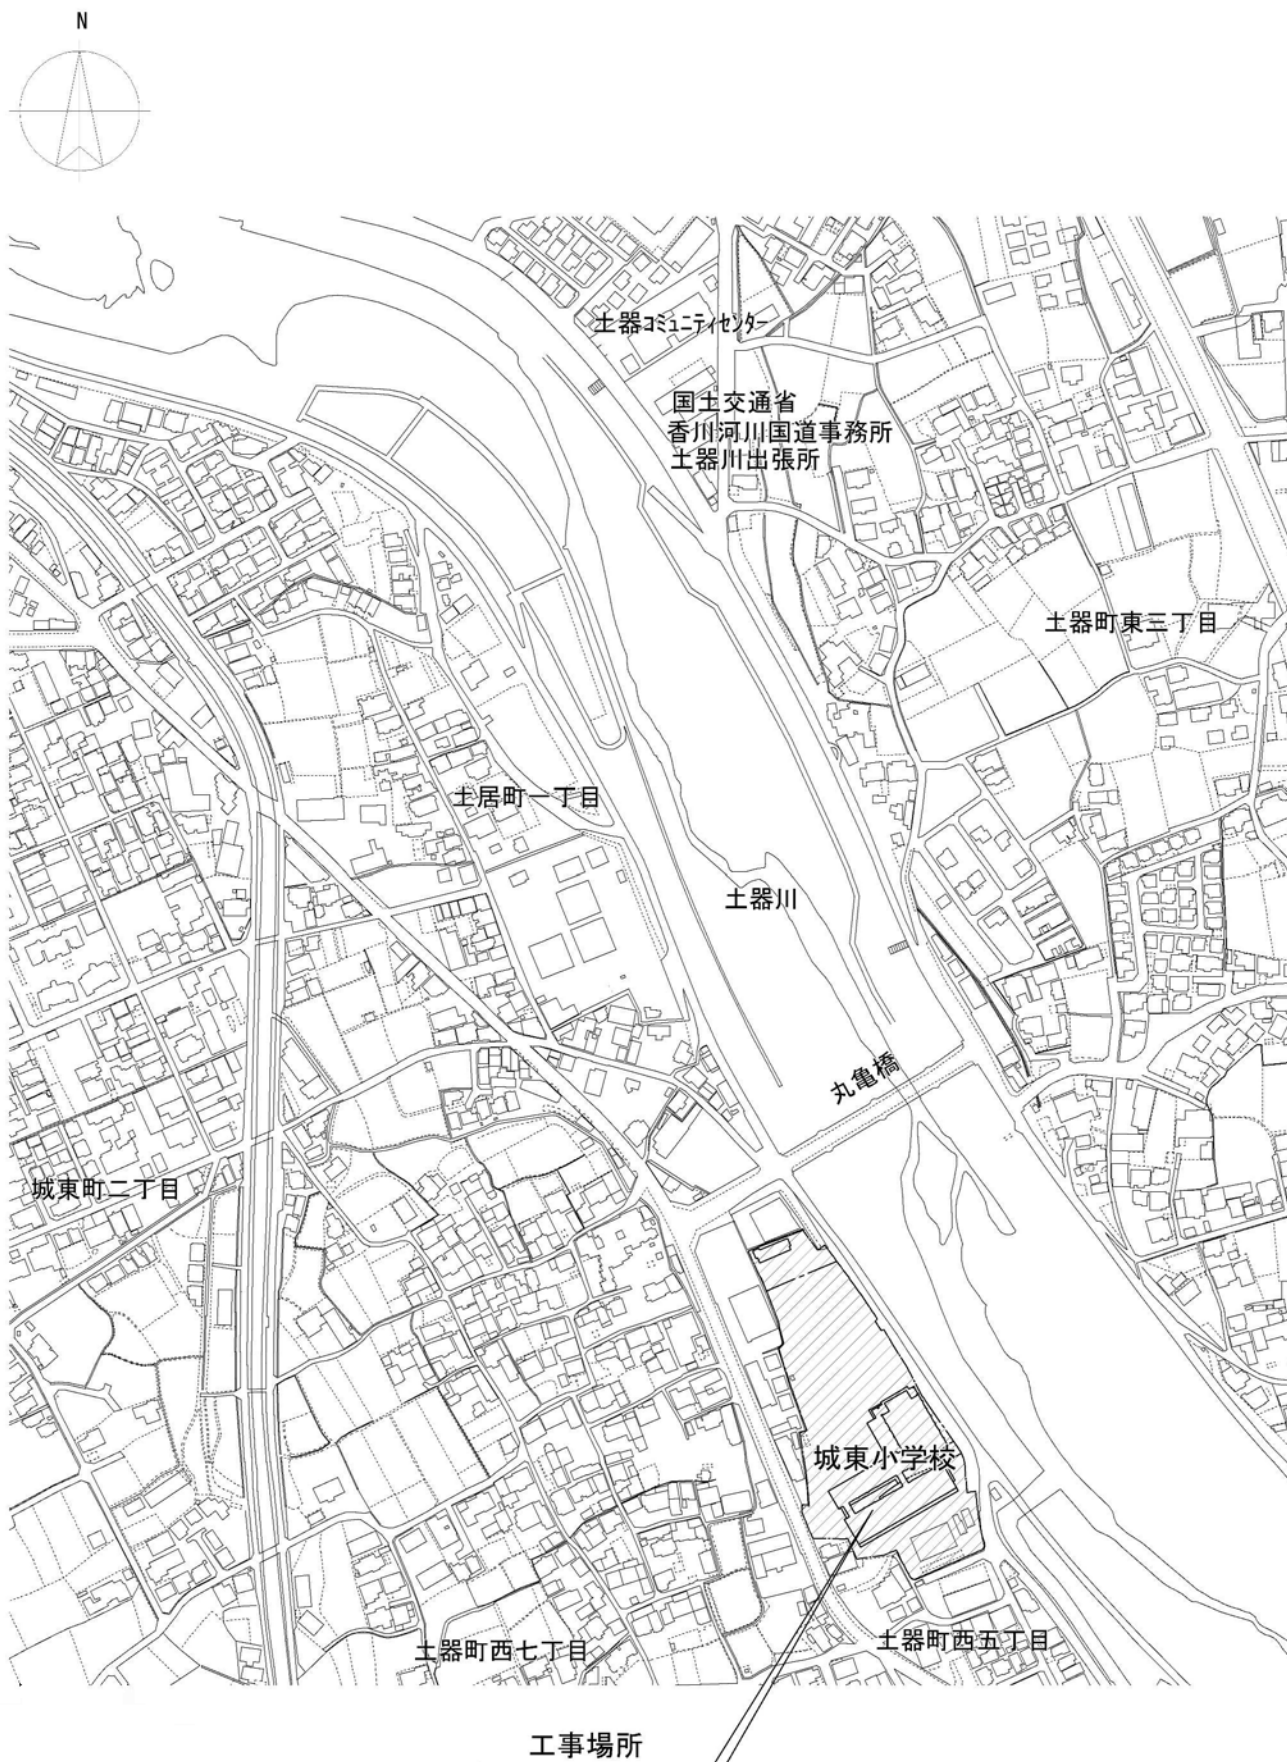 N
土器コミュニティセンター
国土交通省
香川河川国道事務所
土器川出張所
土器町東三丁目
土居町一丁目
土器川
丸亀橋
城東町二丁目
城東小学校
土器町西五丁目
土器町西七丁目
工事場所